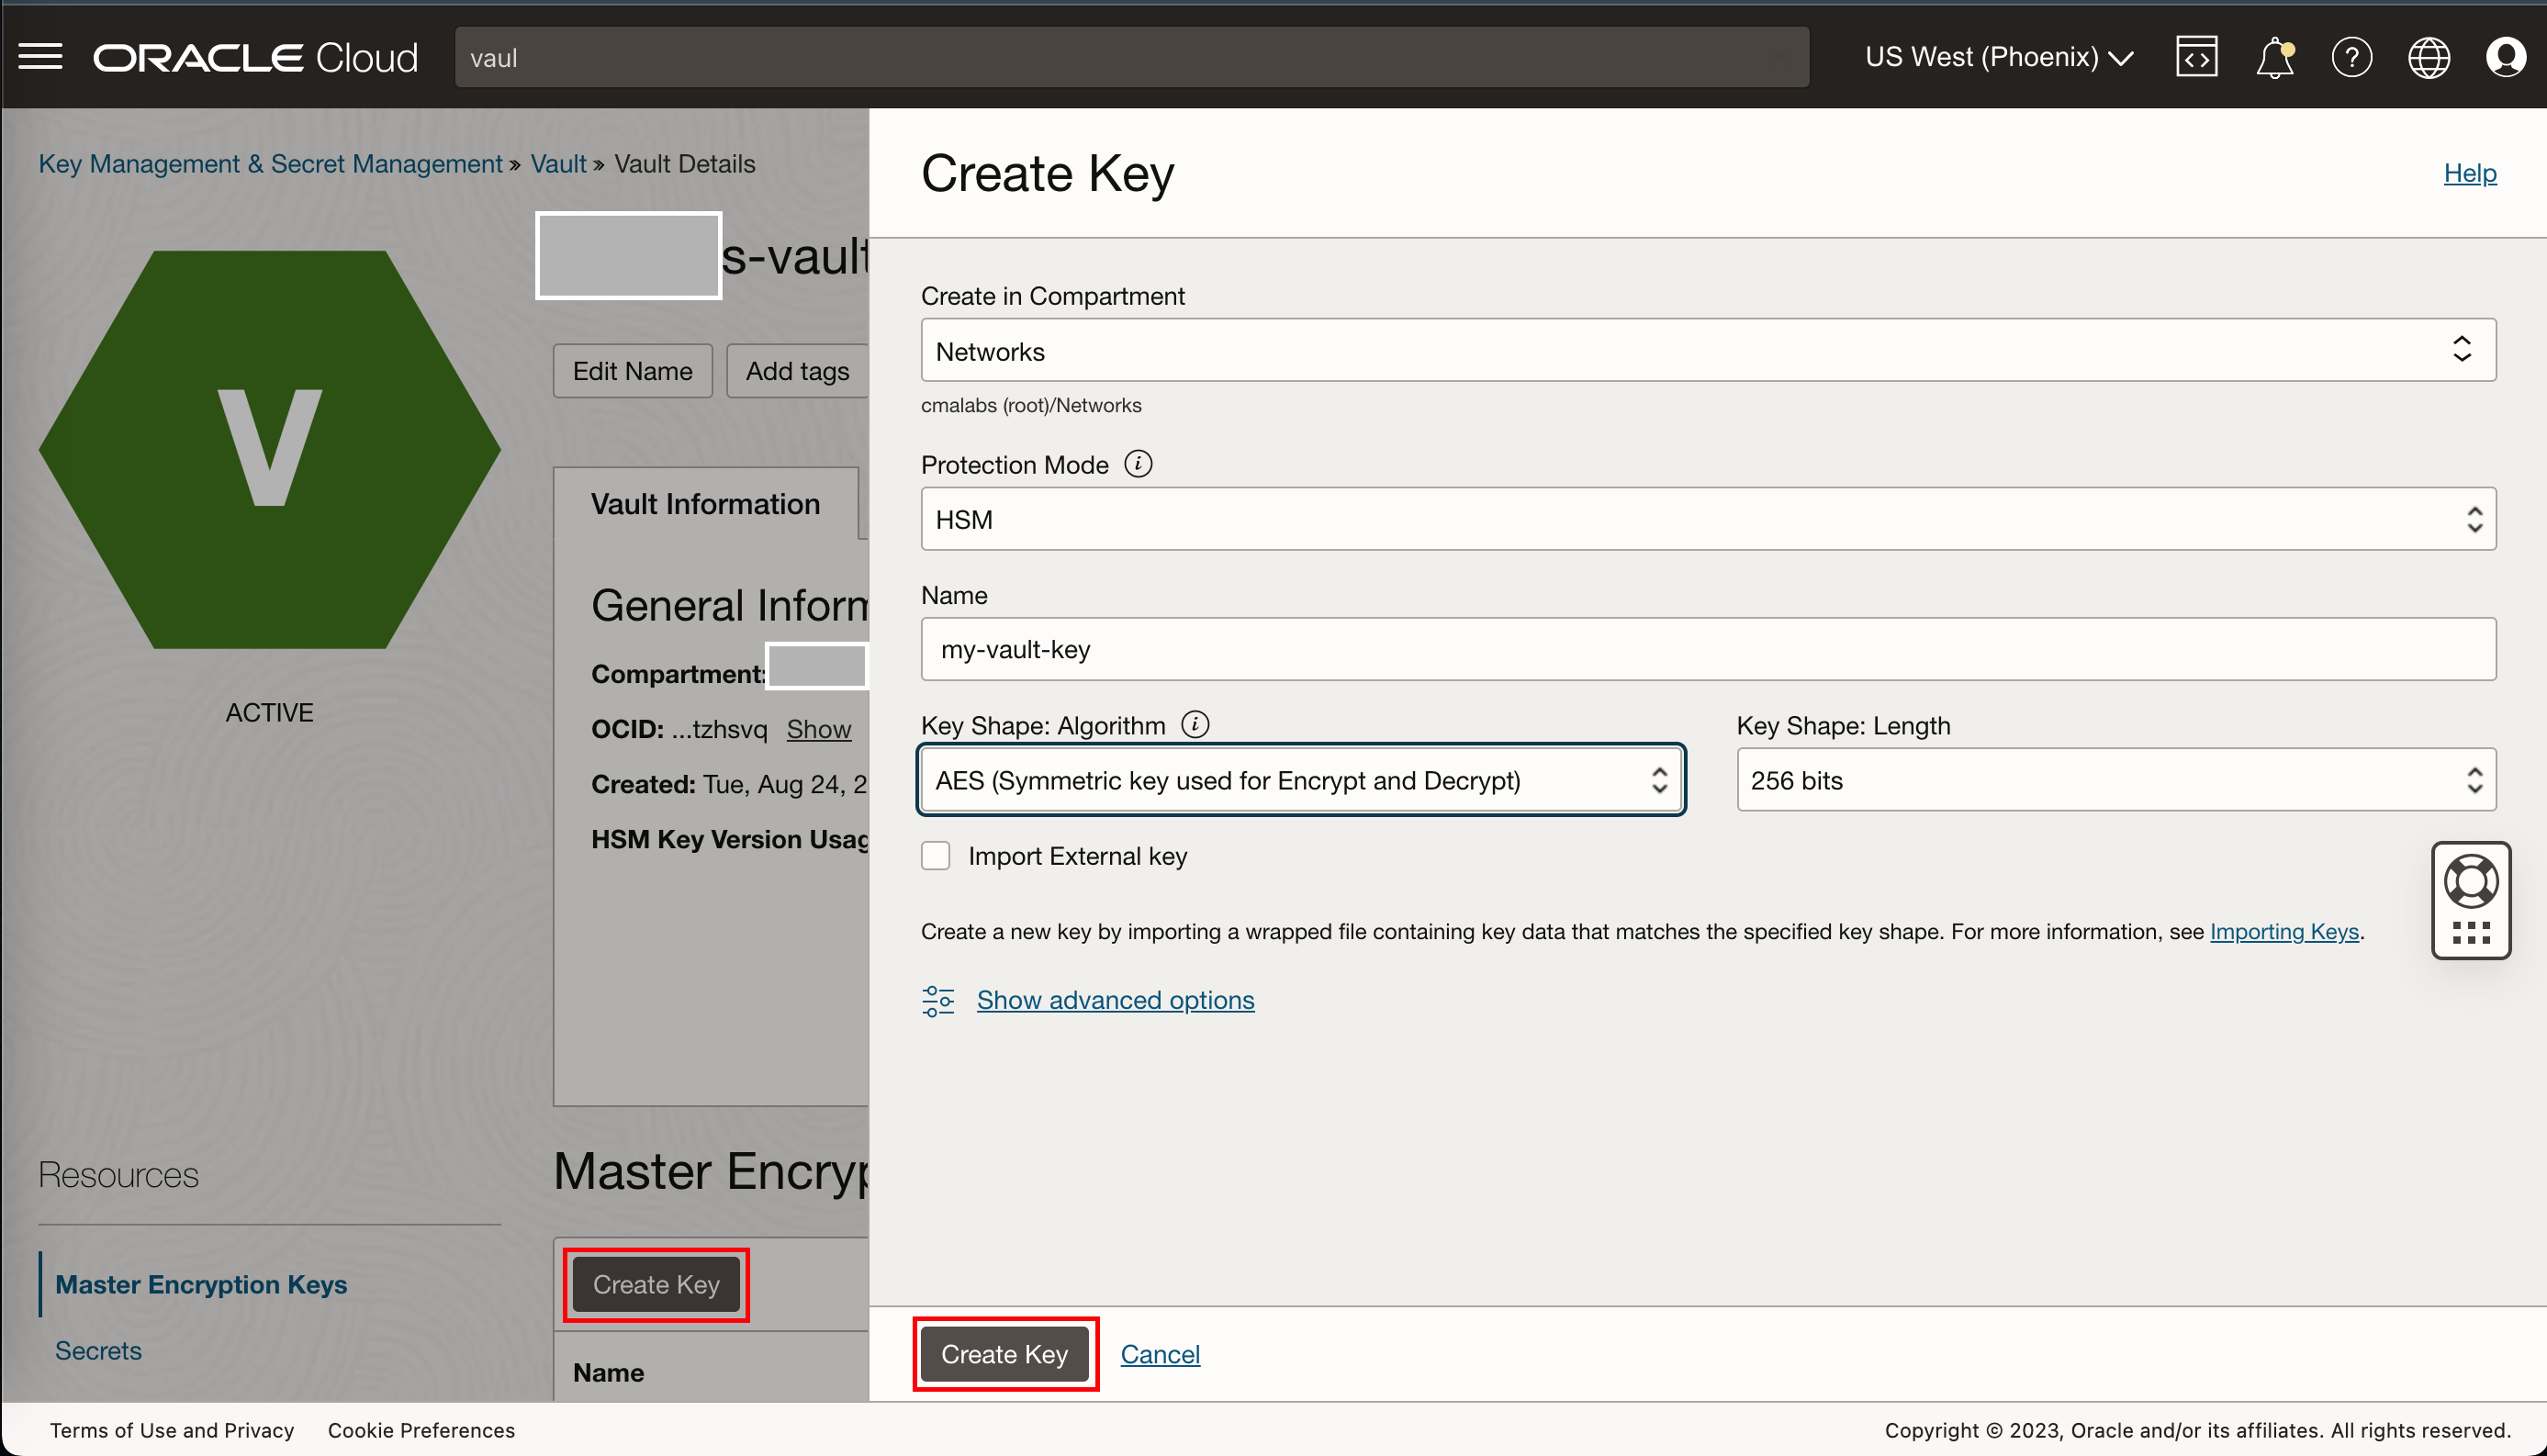 ORACLE Cloud
vaul
US West (Phoenix)
Key Management & Secret Management » Vault » Vault Details
V
ACTIVE
s-vault
Edit Name
Add tags
Vault Information
General Inform
Compartment:
OCID: ...tzhsvq Show
Created: Tue, Aug 24, 2
HSM Key Version Usag
Resources
Master Encryption Keys
Secrets
Master Encryp
Create Key
Name
Create Key
Help
Create in Compartment
Networks
cmalabs (root)/Networks
Protection Mode
HSM
Name
my-vault-key
Key Shape: Algorithm
AES (Symmetric key used for Encrypt and Decrypt)
Key Shape: Length
256 bits
Import External key
Create a new key by importing a wrapped file containing key data that matches the specified key shape. For more information, see Importing Keys.
Show advanced options
Create Key
Cancel
Terms of Use and Privacy
Cookie Preferences
Copyright © 2023, Oracle and/or its affiliates. All rights reserved.